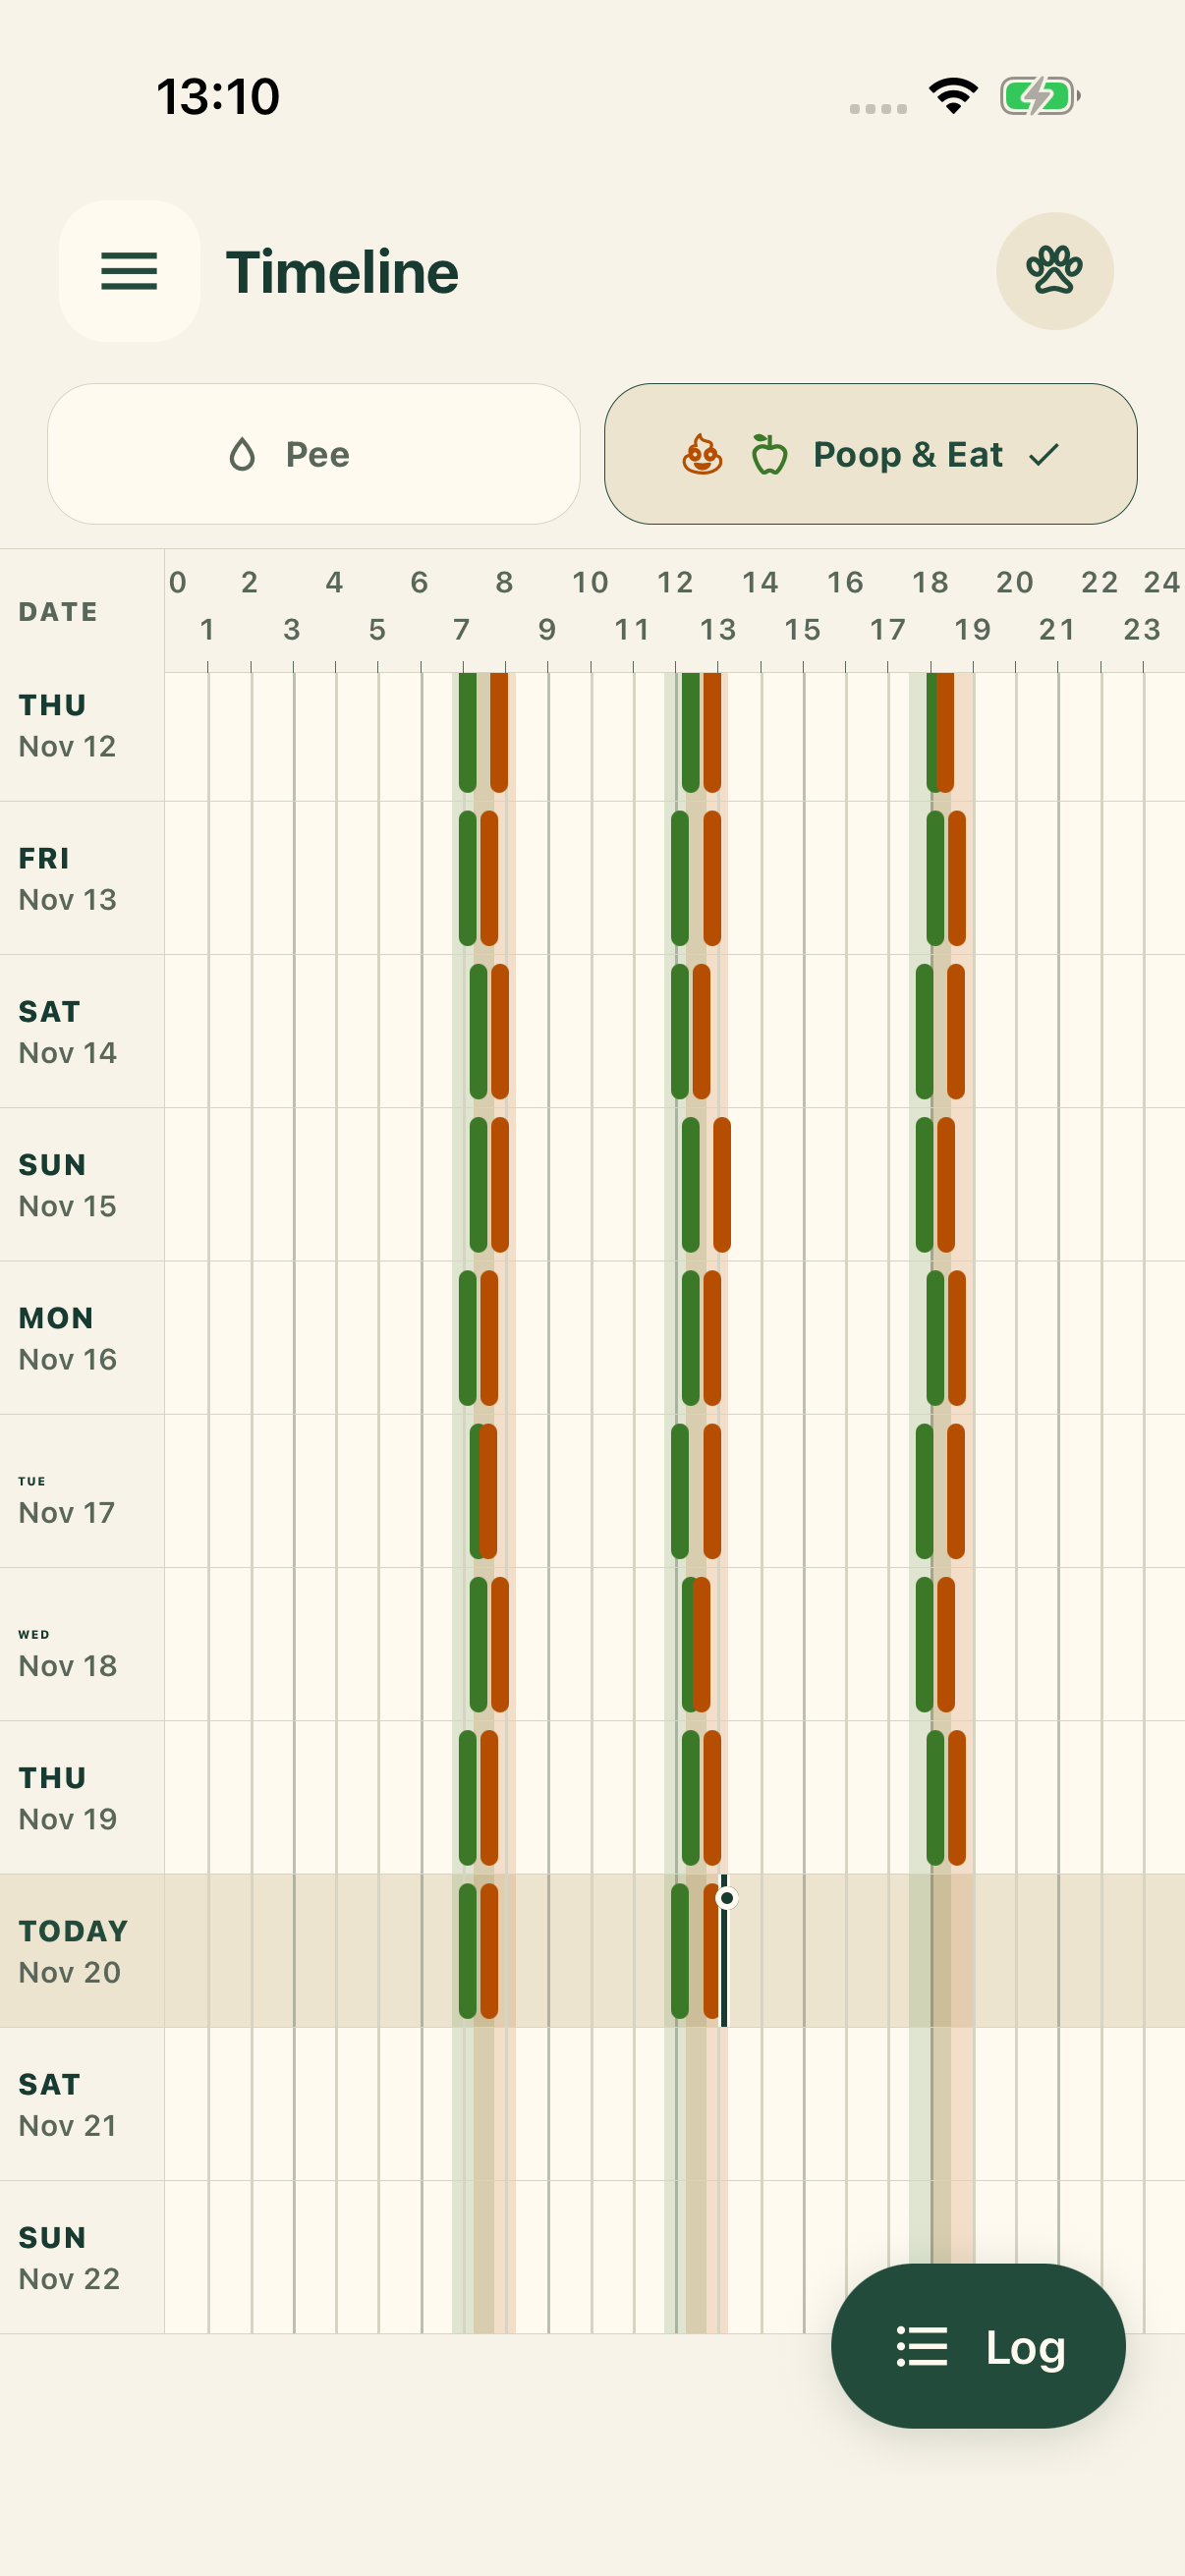 13:10
Timeline
Pee
Poop & Eat
DATE
0 2 4 6 8 10 12 14 16 18 20 22 24
1 3 5 7 9 11 13 15 17 19 21 23
THU
Nov 12
FRI
Nov 13
SAT
Nov 14
SUN
Nov 15
MON
Nov 16
TUE
Nov 17
WED
Nov 18
THU
Nov 19
TODAY
Nov 20
SAT
Nov 21
SUN
Nov 22
Log